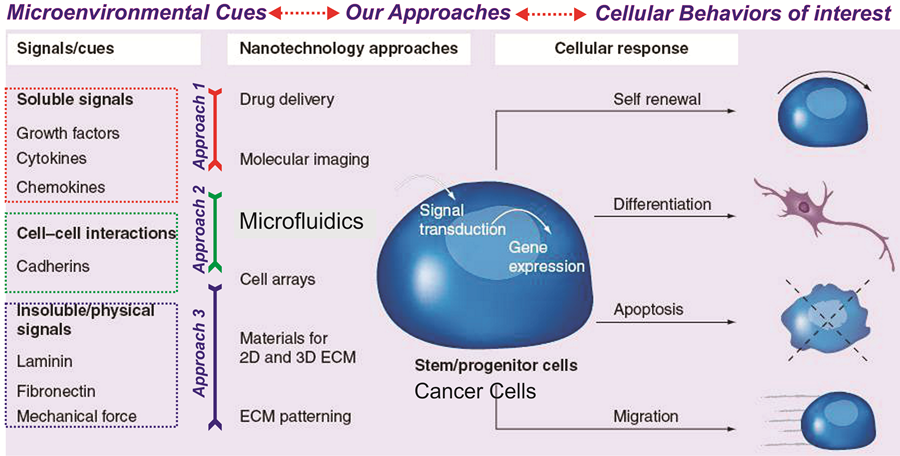 Microenvironmental Cues Our Approaches Cellular Behaviors of interest
Signals/cues
Nanotechnology approaches
Cellular response
Soluble signals
Growth factors
Cytokines
Chemokines
Cell–cell interactions
Cadherins
Insoluble/physical
signals
Laminin
Fibronectin
Mechanical force
Approach 1
Approach 2
Approach 3
Drug delivery
Molecular imaging
Microfluidics
Cell arrays
Materials for
2D and 3D ECM
ECM patterning
Signal
transduction
Gene
expression
Stem/progenitor cells
Cancer Cells
Self renewal
Differentiation
Apoptosis
Migration